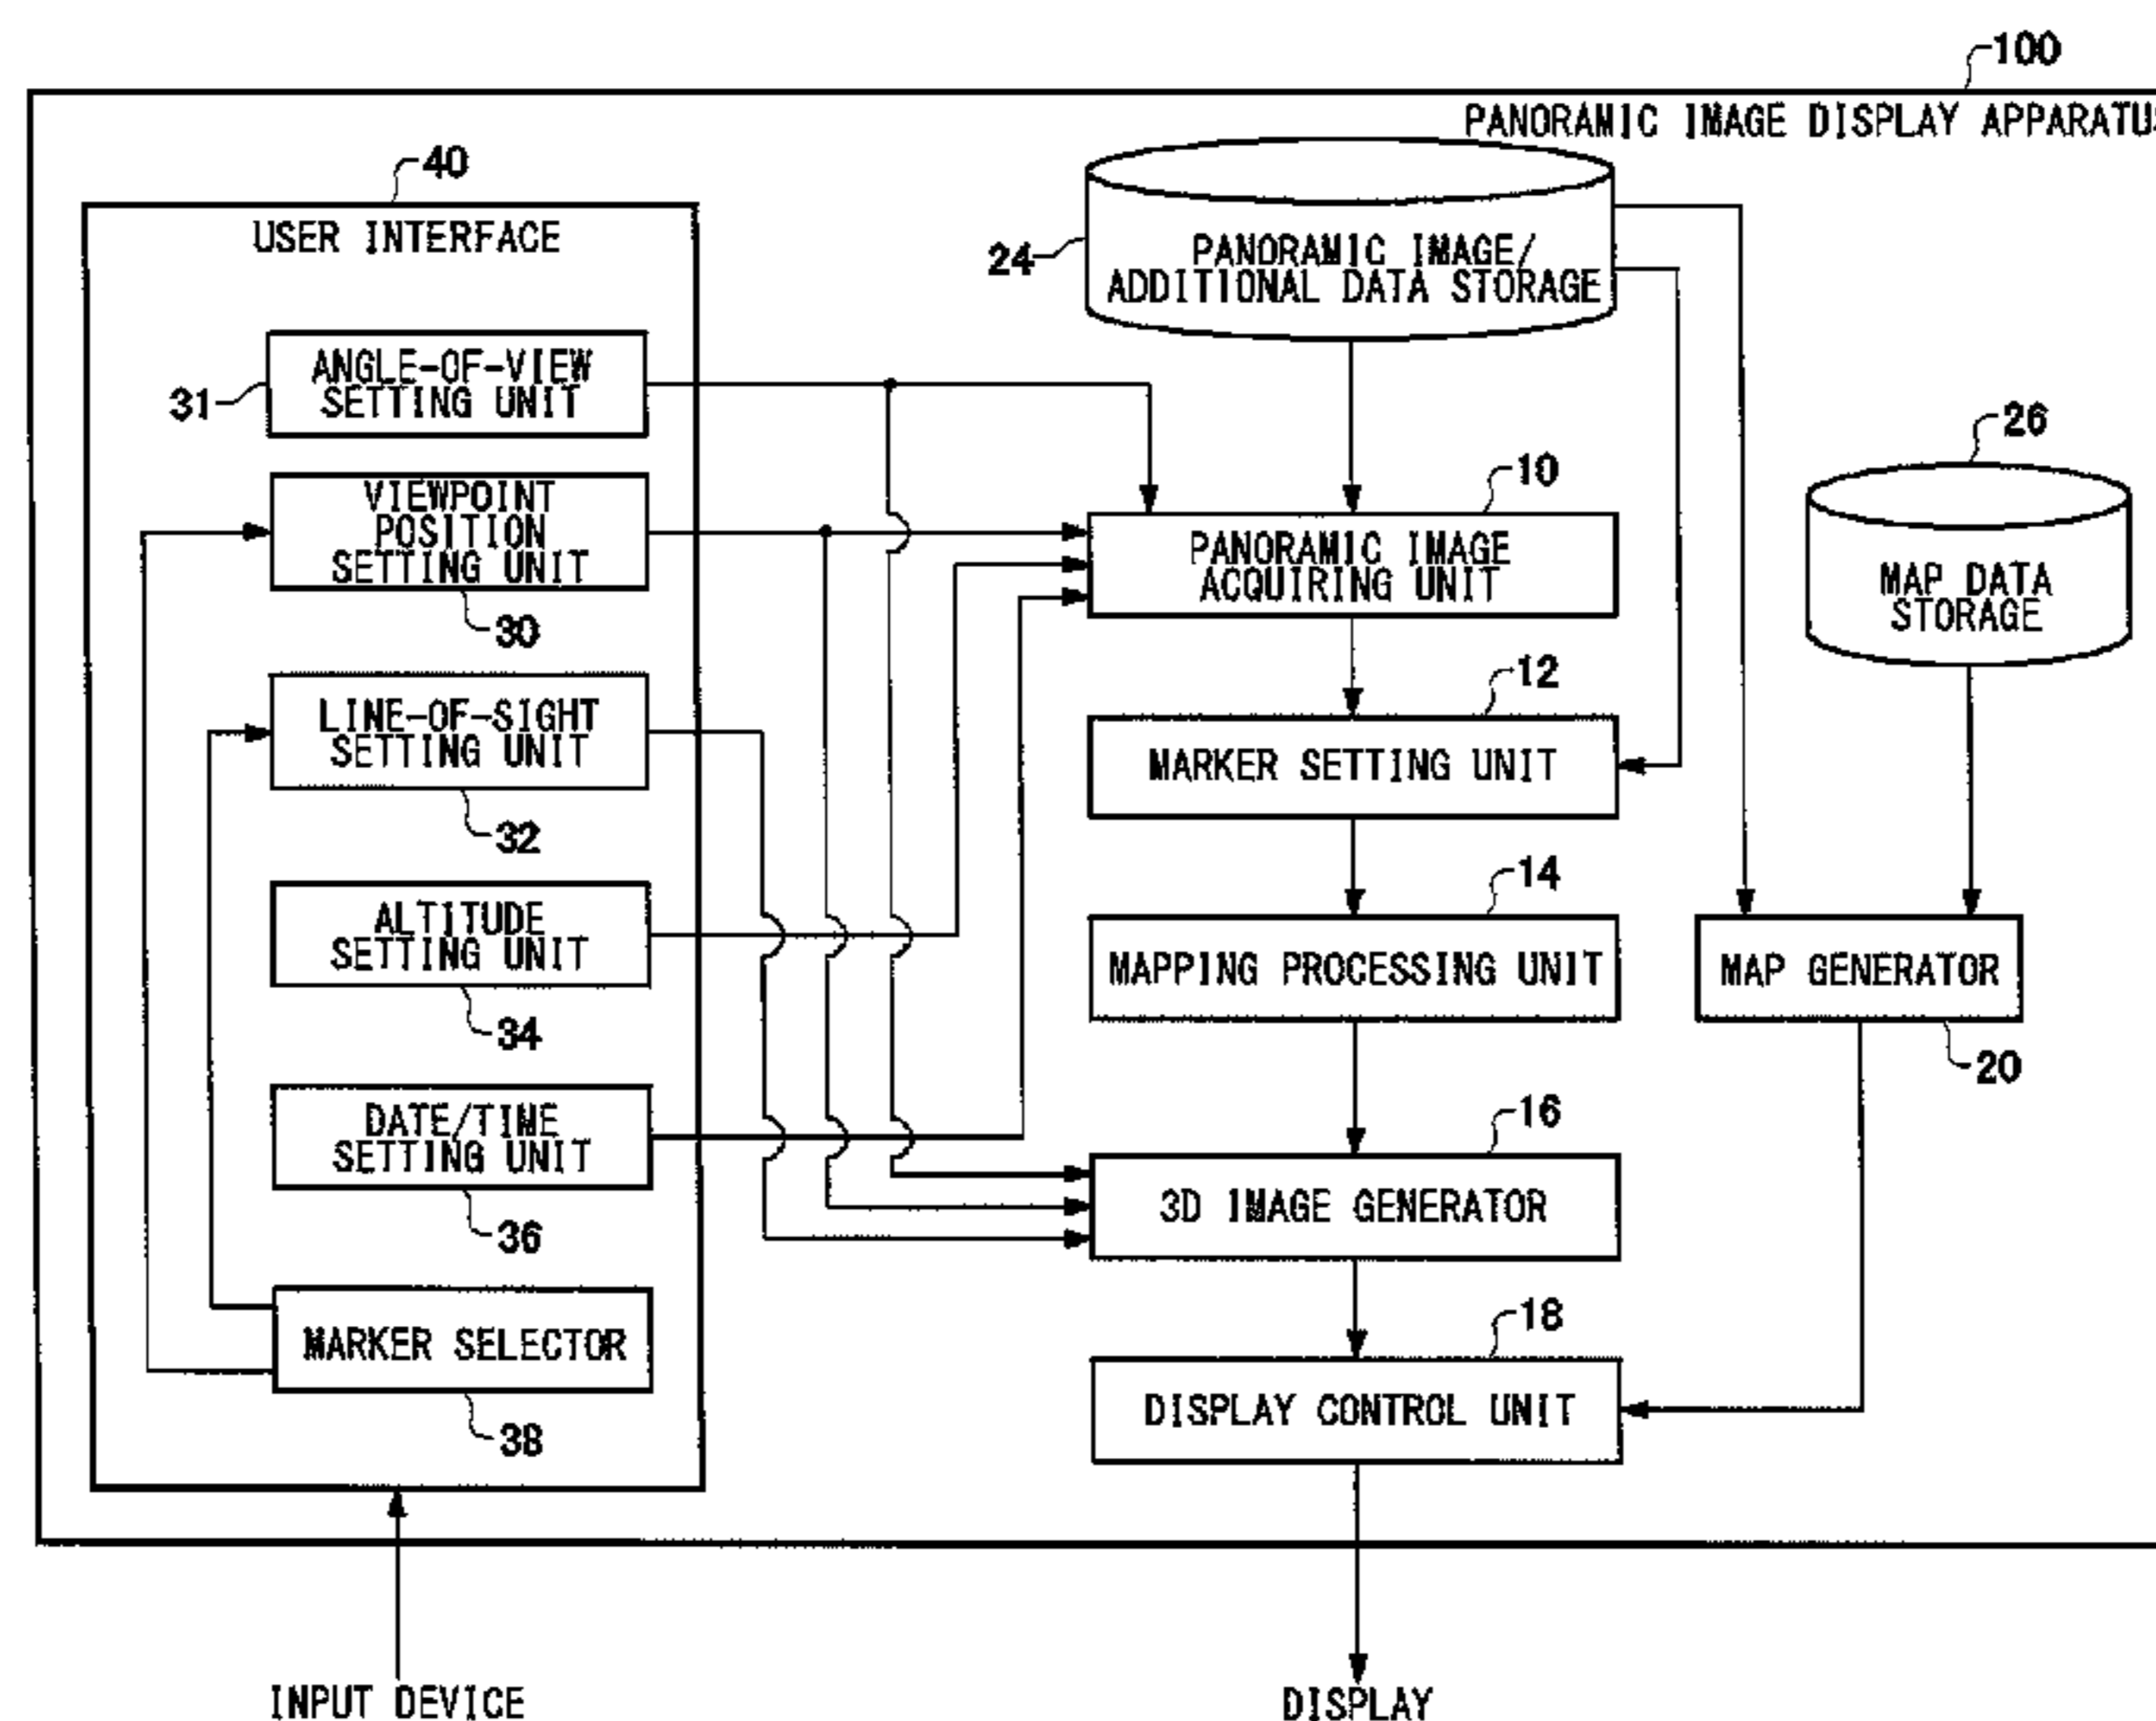 100
PANORAMIC IMAGE DISPLAY APPARATUS
40
USER INTERFACE
24
PANORAMIC IMAGE/
ADDITIONAL DATA STORAGE
31
ANGLE-OF-VIEW
SETTING UNIT
26
MAP DATA
STORAGE
VIEWPOINT
POSITION
SETTING UNIT
30
10
PANORAMIC IMAGE
ACQUIRING UNIT
LINE-OF-SIGHT
SETTING UNIT
32
12
MARKER SETTING UNIT
ALTITUDE
SETTING UNIT
34
14
MAPPING PROCESSING UNIT
MAP GENERATOR
20
DATE/TIME
SETTING UNIT
36
16
3D IMAGE GENERATOR
MARKER SELECTOR
38
18
DISPLAY CONTROL UNIT
INPUT DEVICE
DISPLAY